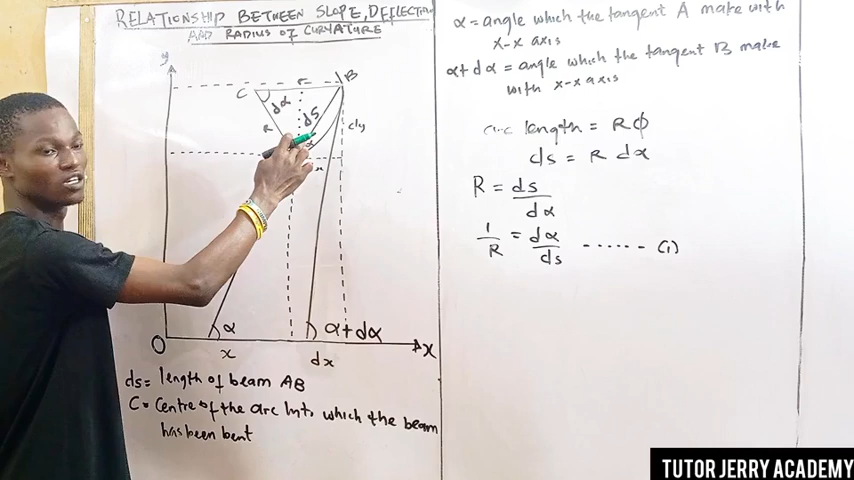 RELATIONSHIP BETWEEN SLOPE, DEFLECTION
AND RADIUS OF CURVATURE
y
C
r
B
dα
ds
R
dy
α
x
α
α+dα
O
x
dx
X
ds= length of beam AB
C= Centre of the arc into which the beam
has been bent
α = angle which the tangent A make with
x-x axis
α+dα = angle which the tangent B make
with x-x axis
arc length = Rϕ
ds = R dα
R = ds
dα
1 = dα
R ds ...... (1)
TUTOR JERRY ACADEMY